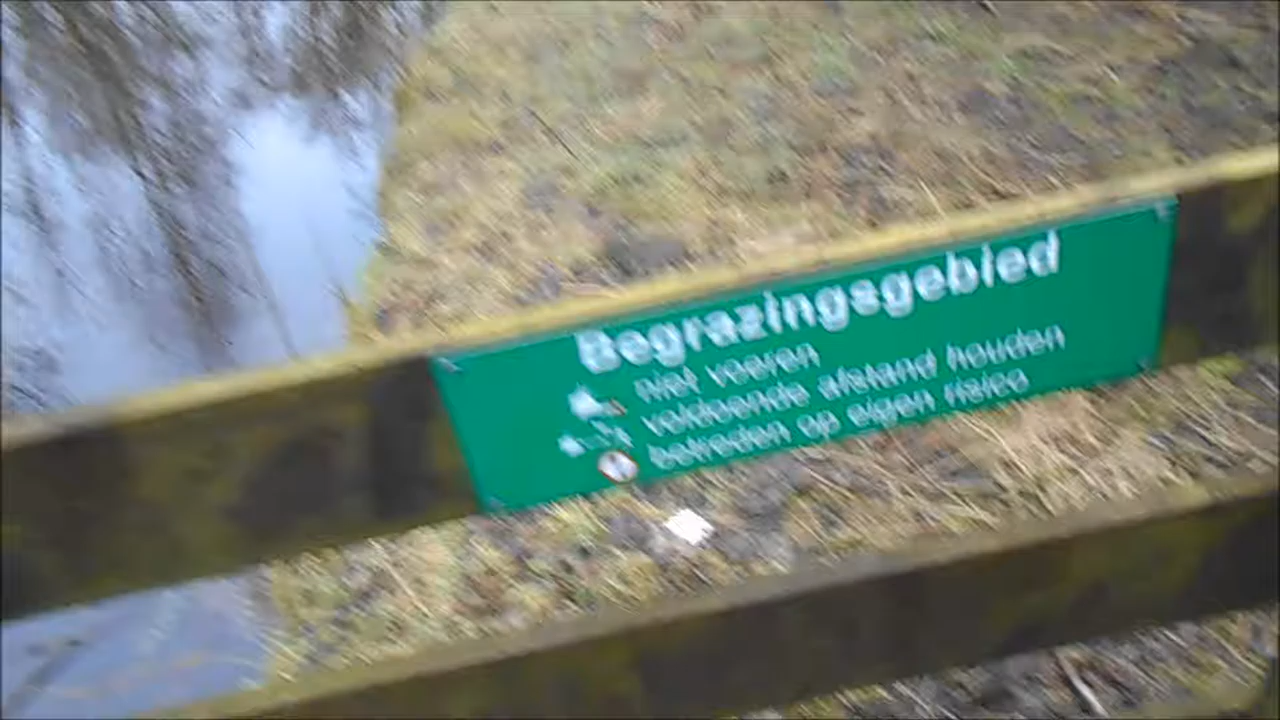 Begrazingsgebied
niet voeren
voldoende afstand houden
betreden op eigen risico